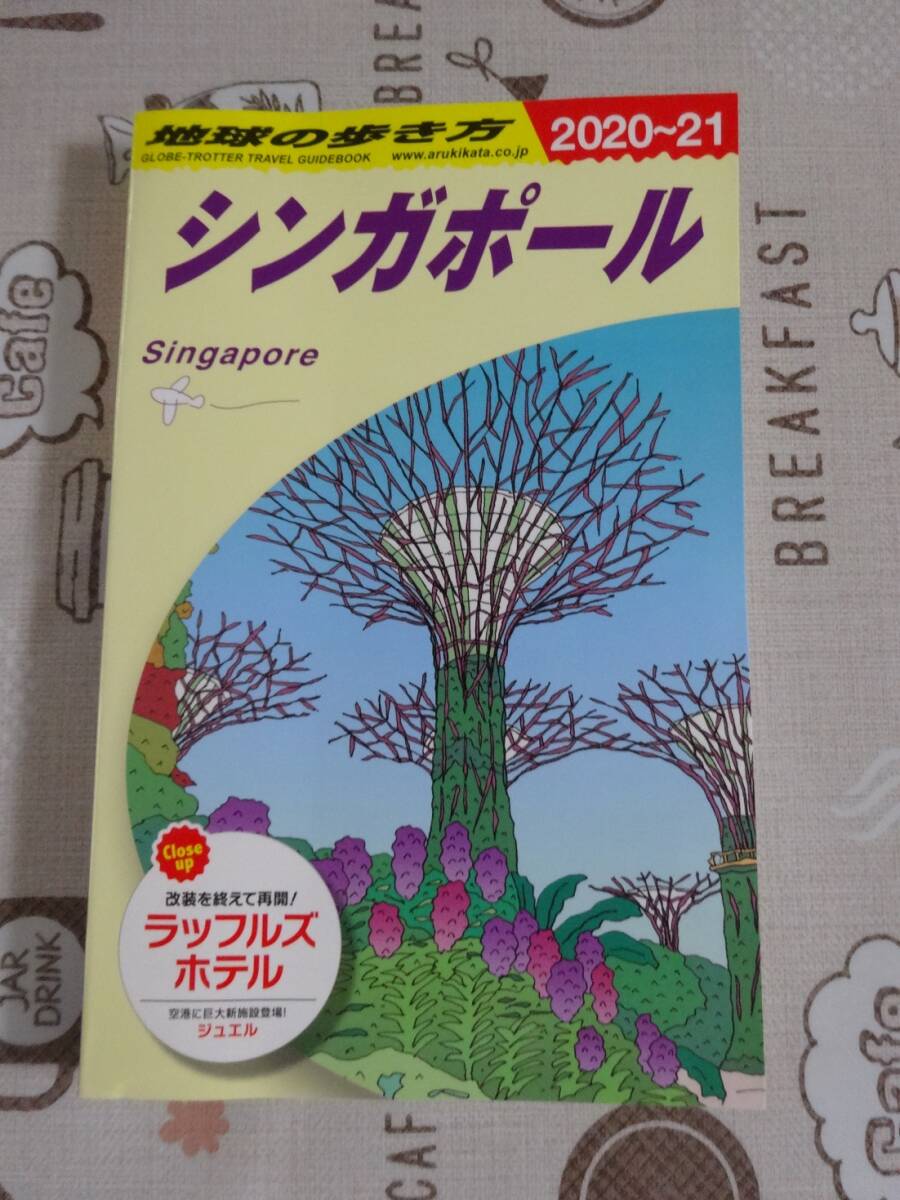 地球の歩き方
2020~21
GLOBE-TROTTER TRAVEL GUIDEBOOK
www.arukikata.co.jp
シンガポール
Singapore
Close
up
改装を終えて再開!
ラッフルズ
ホテル
空港に巨大新施設登場!
ジュエル
BREAKFAST
Cafe
JAR
DRINK
Cafe
CAF
BREA